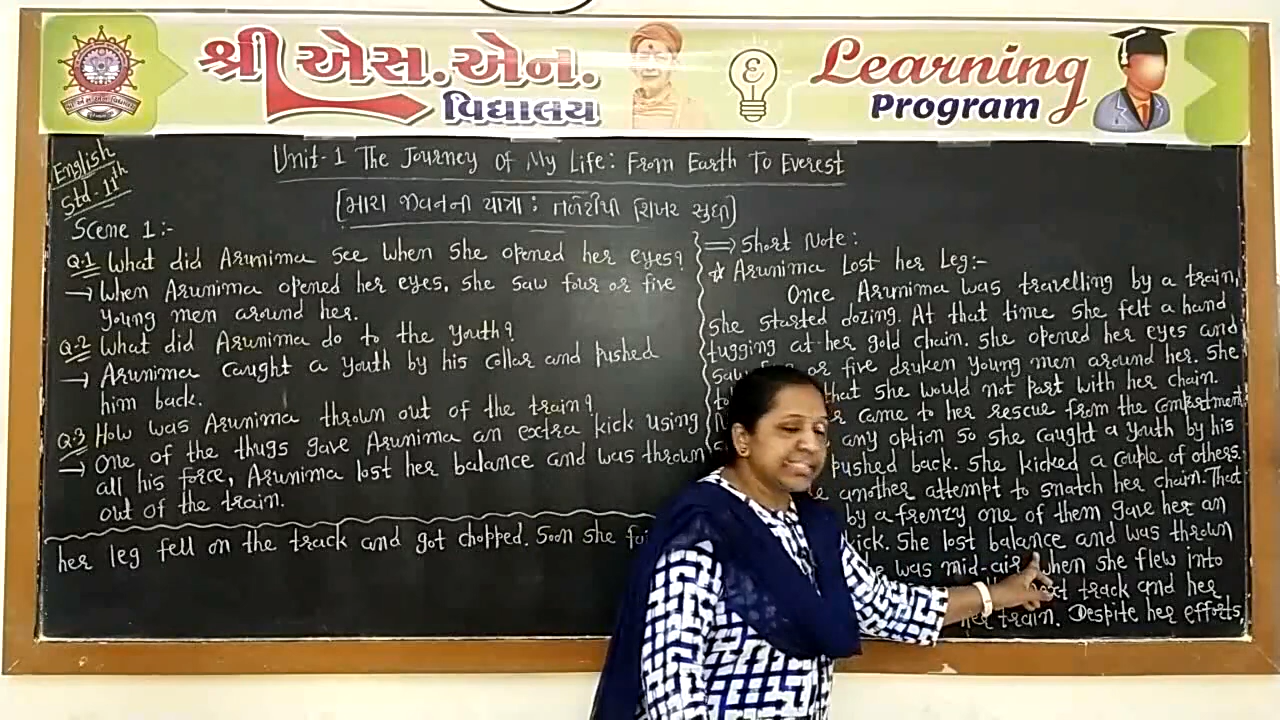 શ્રી એસ.એન.
વિદ્યાલય
Learning
Program
English
Std. 11th
Unit-1 The Journey Of My Life: From Earth To Everest
[મારા જીવનની યાત્રા : તળેટીથી શિખર સુધી]
Scene 1:-
Q.1 What did Arunima see when she opened her eyes?
→ When Arunima opened her eyes, she saw four or five
young men around her.
Q.2 What did Arunima do to the youth?
→ Arunima caught a youth by his collar and pushed
him back.
Q.3 How was Arunima thrown out of the train?
→ One of the thugs gave Arunima an extra kick using
all his force, Arunima lost her balance and was thrown
out of the train.
⇒ Short Note:
☆ Arunima Lost her Leg:-
Once Arunima was travelling by a train,
she started dozing. At that time she felt a hand
tugging at her gold chain. She opened her eyes and
or five druken young men around her. She
that she would not part with her chain.
came to her rescue from the compartment
any option so she caught a youth by his
pushed back. She kicked a couple of others.
another attempt to snatch her chain. That
by a frenzy one of them gave her an
kick. She lost balance and was thrown
was mid-air when she flew into
next track and her
train. Despite her efforts,
her leg fell on the track and got chopped. Soon she